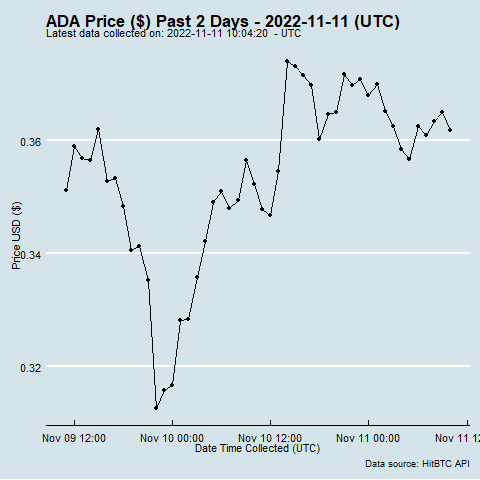 ADA Price ($) Past 2 Days - 2022-11-11 (UTC)
Latest data collected on: 2022-11-11 10:04:20 - UTC
0.36
Price USD ($)
0.34
0.32
Nov 09 12:00 Nov 10 00:00 Nov 10 12:00 Nov 11 00:00 Nov 11 12
Date Time Collected (UTC)
Data source: HitBTC API